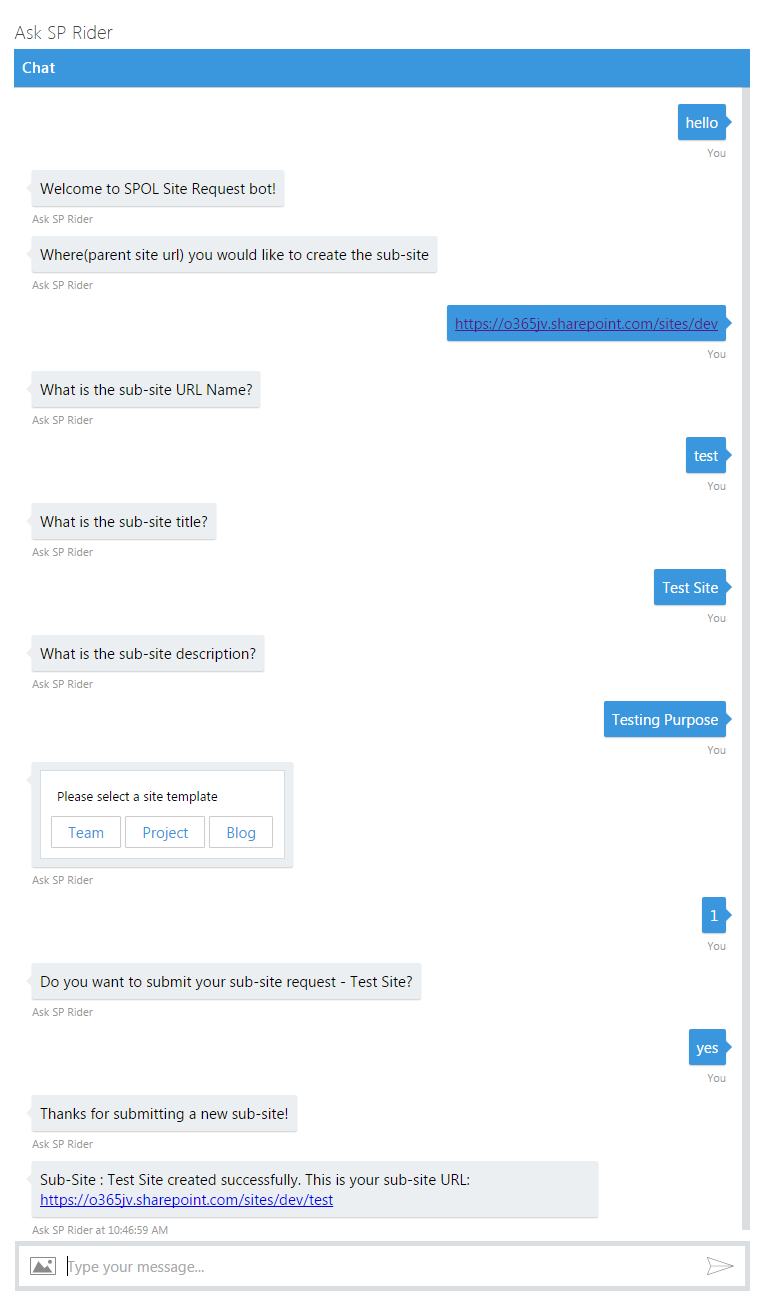 Ask SP Rider
Chat
hello
You
Welcome to SPOL Site Request bot!
Ask SP Rider
Where(parent site url) you would like to create the sub-site
Ask SP Rider
https://o365jv.sharepoint.com/sites/dev
You
What is the sub-site URL Name?
Ask SP Rider
test
You
What is the sub-site title?
Ask SP Rider
Test Site
You
What is the sub-site description?
Ask SP Rider
Testing Purpose
You
Please select a site template
Team Project Blog
Ask SP Rider
1
You
Do you want to submit your sub-site request - Test Site?
Ask SP Rider
yes
You
Thanks for submitting a new sub-site!
Ask SP Rider
Sub-Site : Test Site created successfully. This is your sub-site URL:
https://o365jv.sharepoint.com/sites/dev/test
Ask SP Rider at 10:46:59 AM
Type your message...